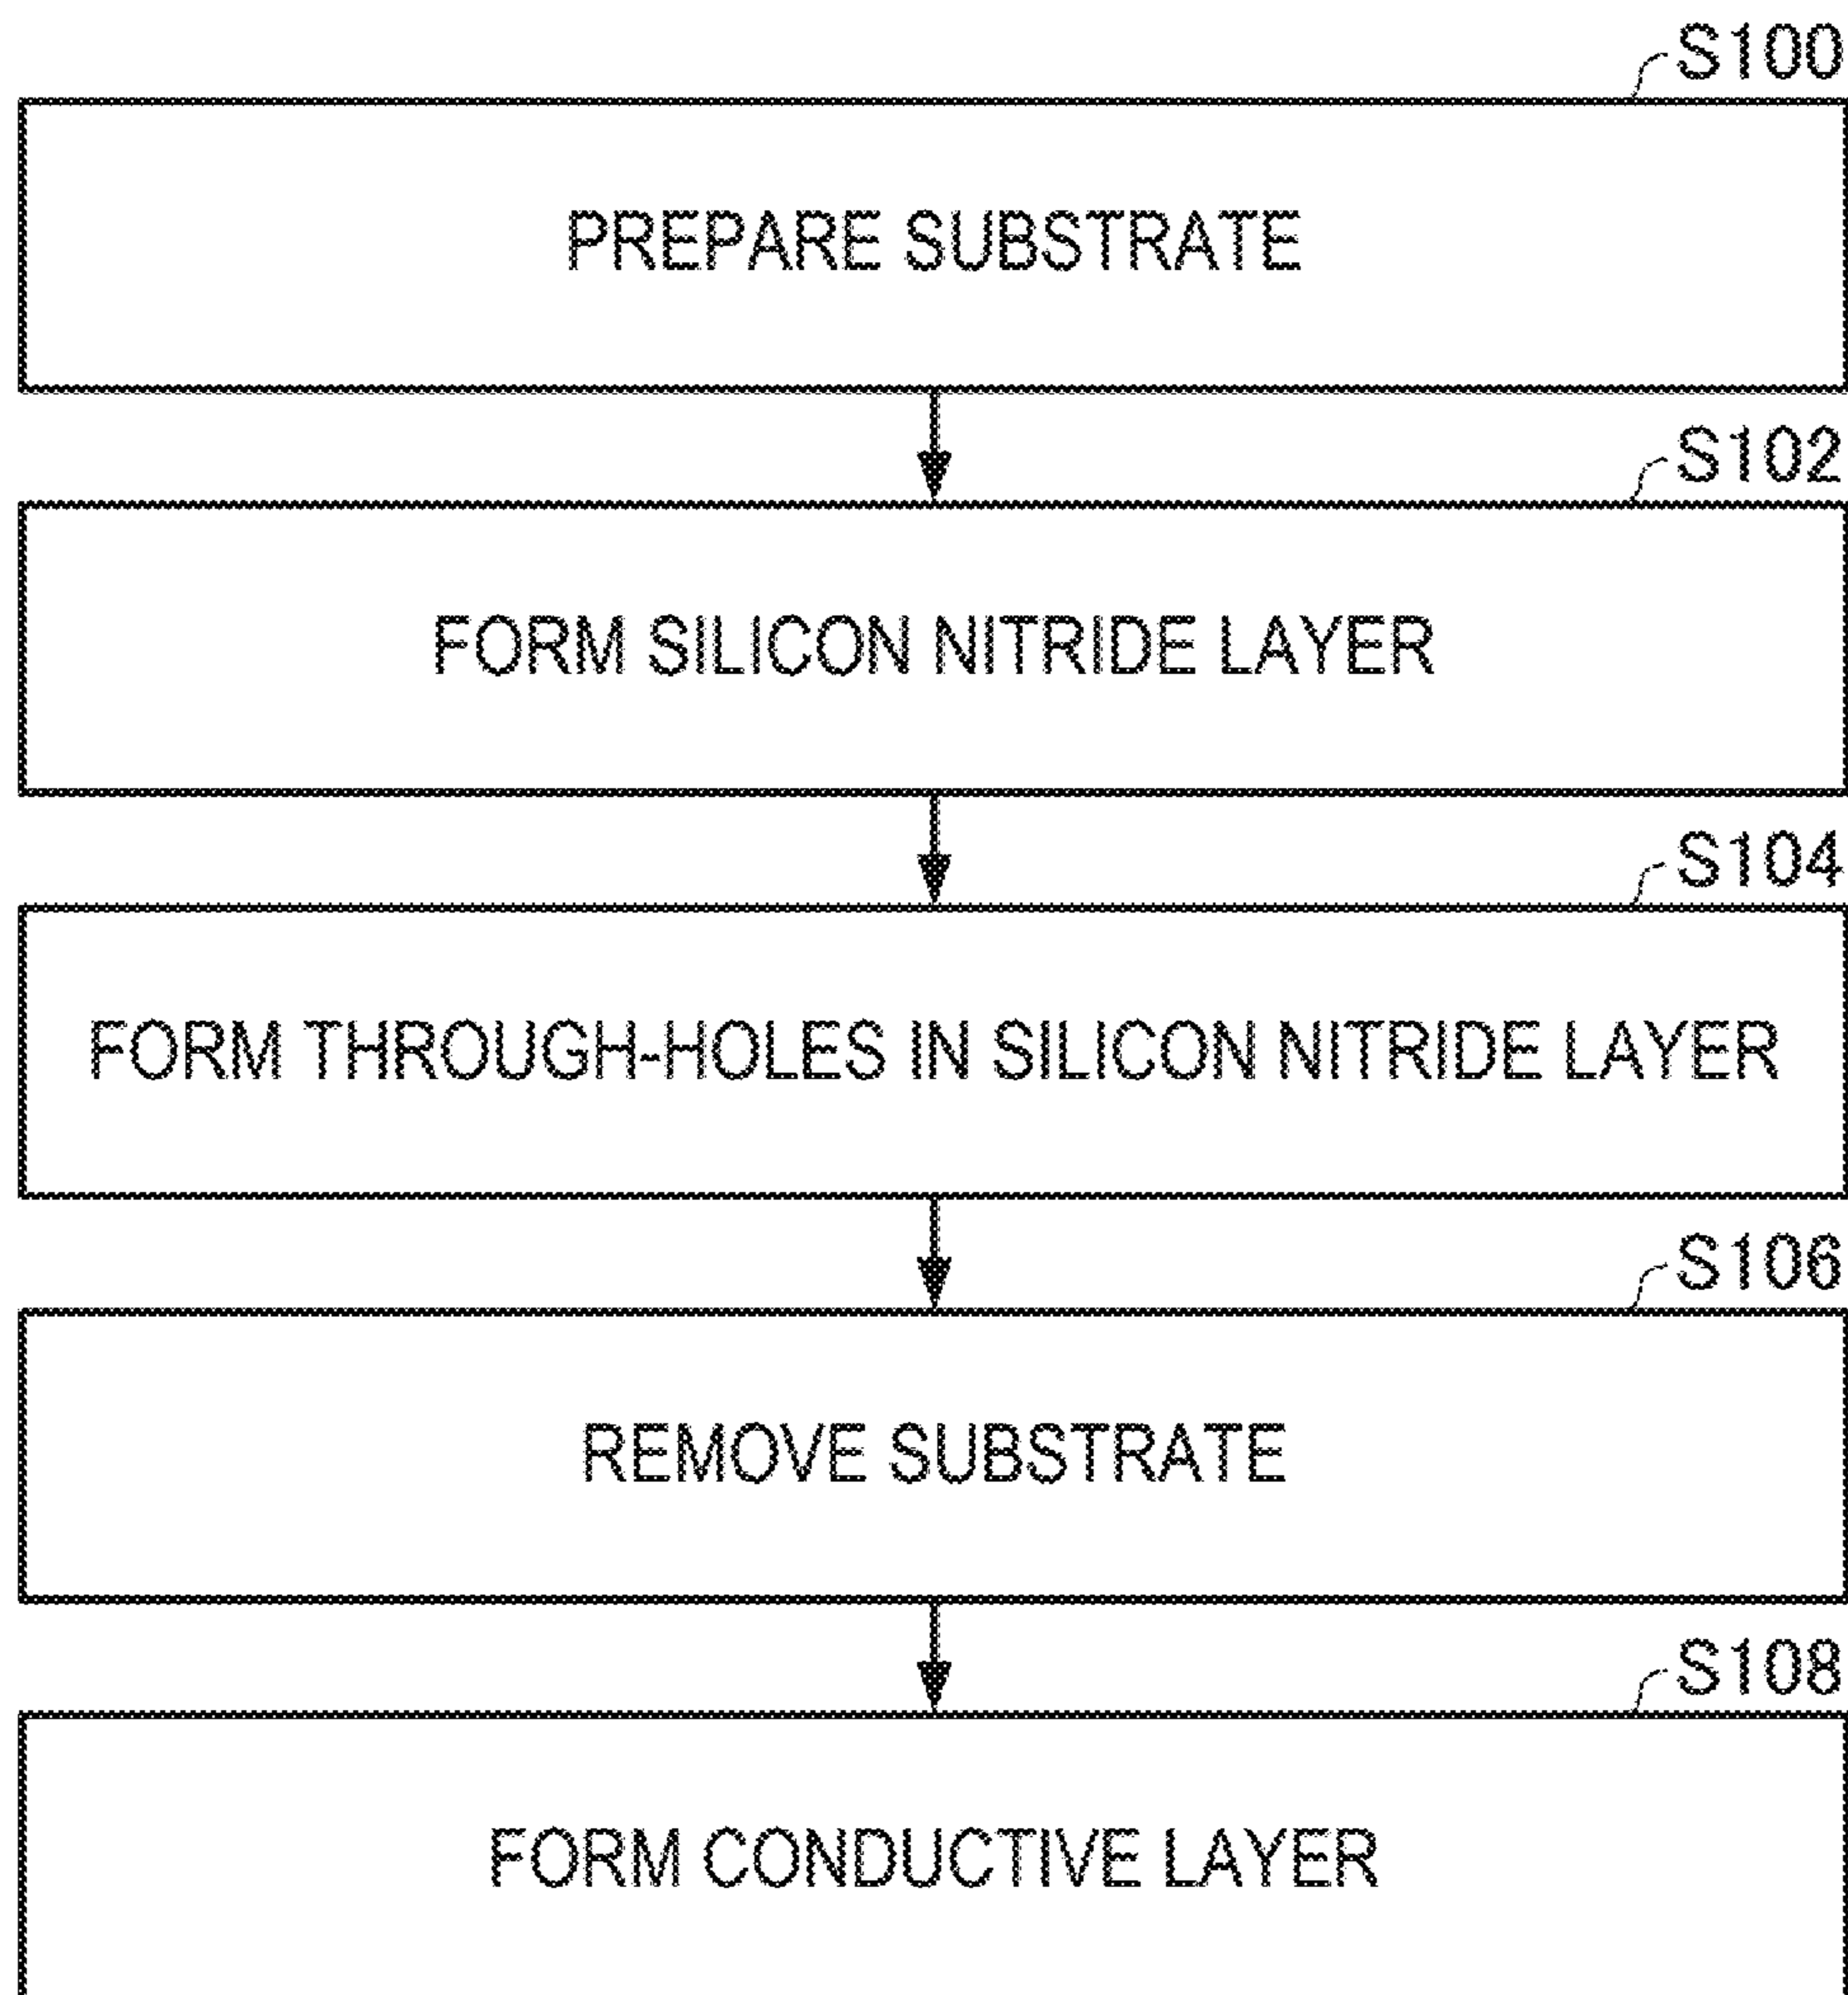 S100
PREPARE SUBSTRATE
S102
FORM SILICON NITRIDE LAYER
S104
FORM THROUGH-HOLES IN SILICON NITRIDE LAYER
S106
REMOVE SUBSTRATE
S108
FORM CONDUCTIVE LAYER